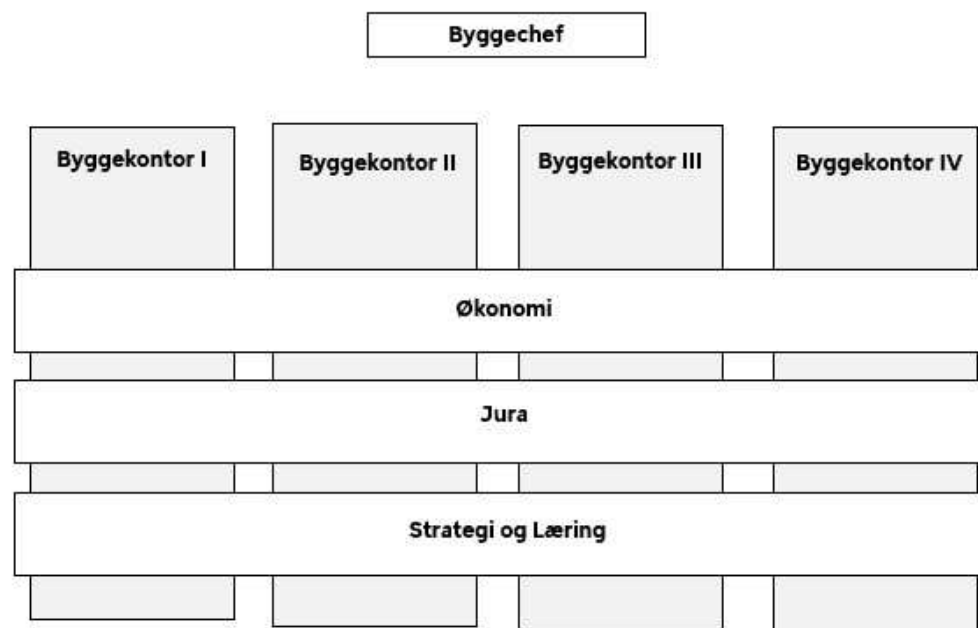 Byggechef
Byggekontor I
Byggekontor II
Byggekontor III
Byggekontor IV
Økonomi
Jura
Strategi og Læring